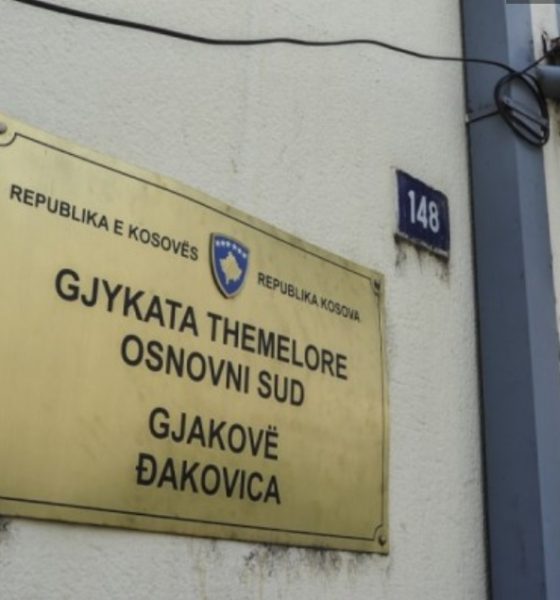 REPUBLIKA E KOSOVËS
REPUBLIKA KOSOVA
GJYKATA THEMELORE
OSNOVNI SUD
GJAKOVË
ĐAKOVICA
148